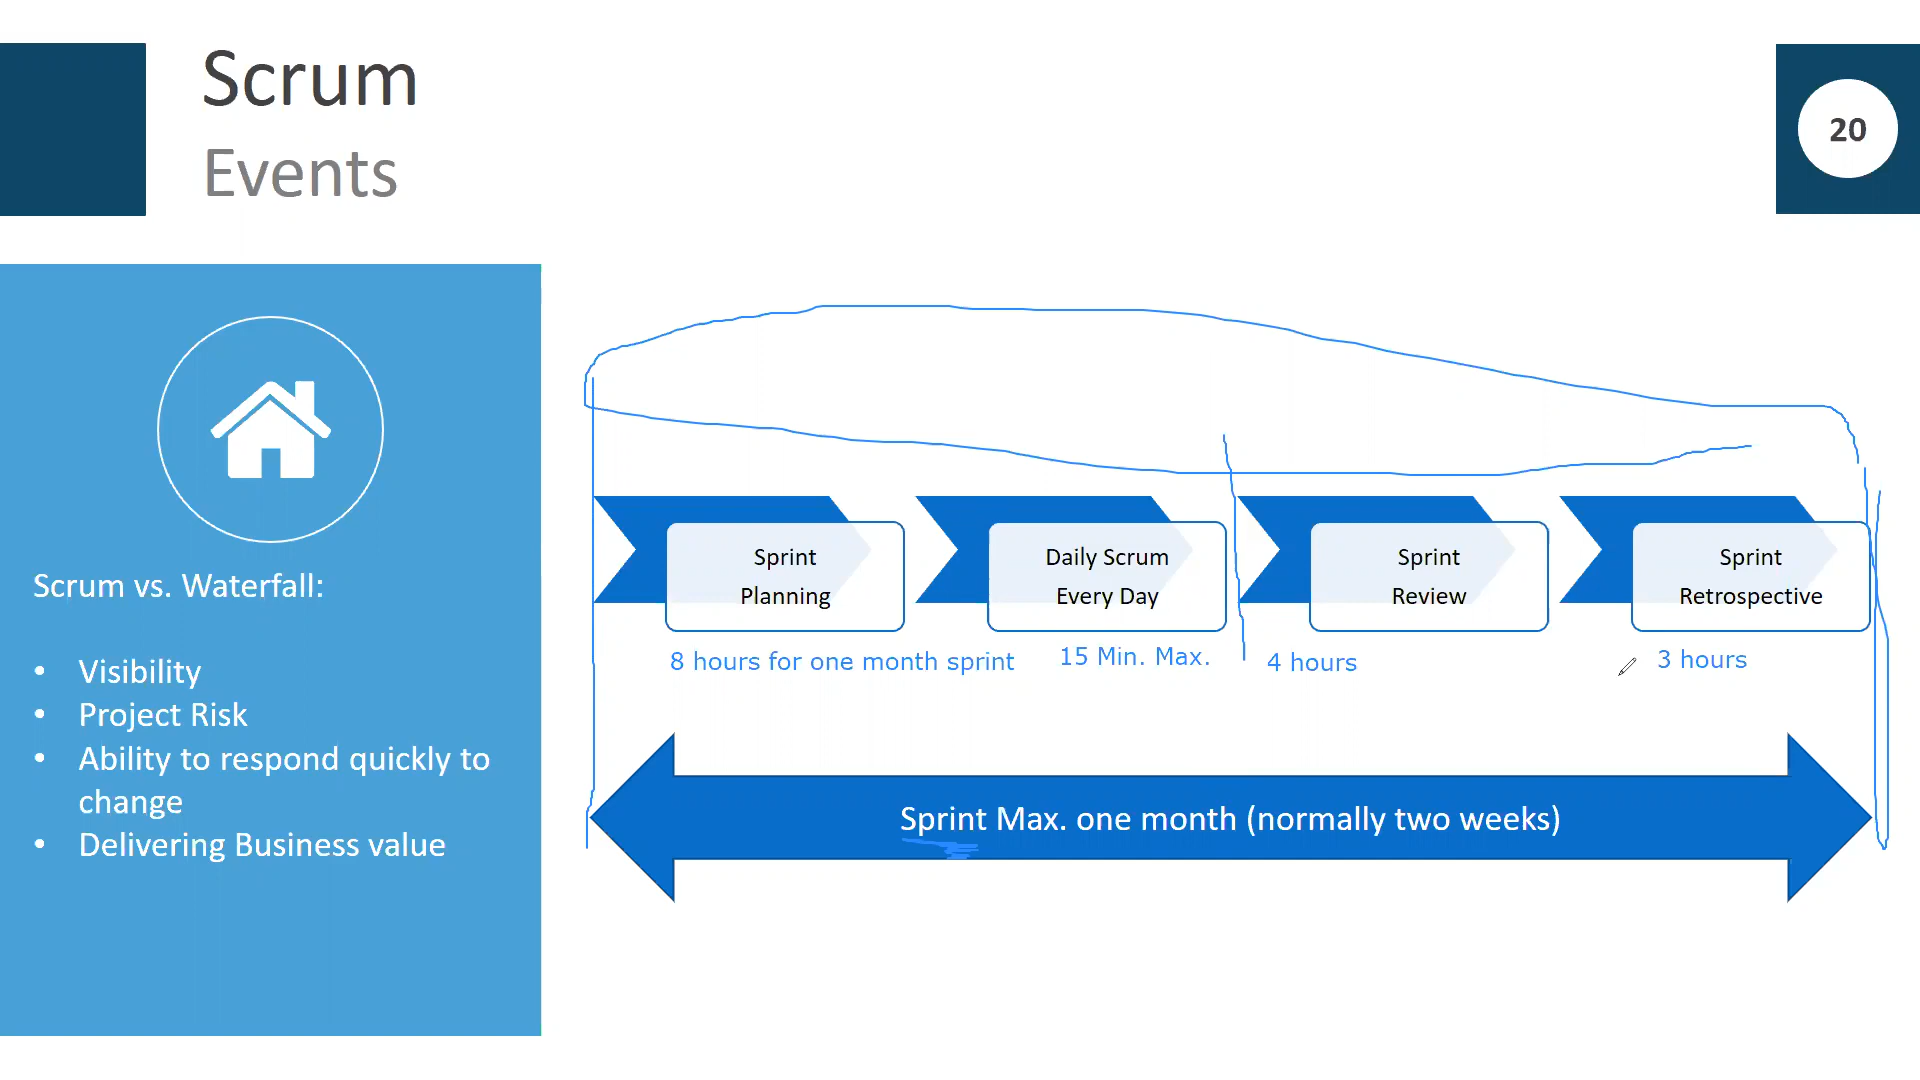 Scrum
Events
20
Scrum vs. Waterfall:
• Visibility
• Project Risk
• Ability to respond quickly to
change
• Delivering Business value
Sprint
Planning
Daily Scrum
Every Day
Sprint
Review
Sprint
Retrospective
8 hours for one month sprint
15 Min. Max.
4 hours
3 hours
Sprint Max. one month (normally two weeks)